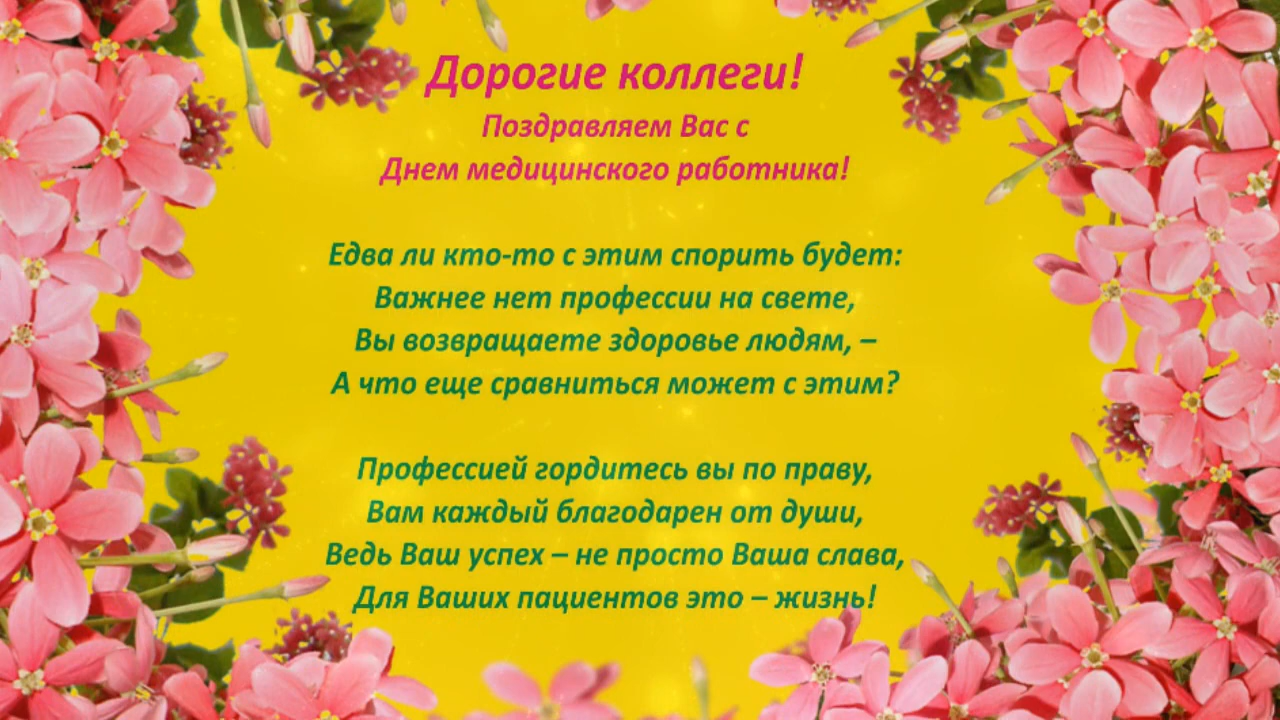 Дорогие коллеги!
Поздравляем Вас с
Днем медицинского работника!
Едва ли кто-то с этим спорить будет:
Важнее нет профессии на свете,
Вы возвращаете здоровье людям, –
А что еще сравниться может с этим?
Профессией гордитесь вы по праву,
Вам каждый благодарен от души,
Ведь Ваш успех – не просто Ваша слава,
Для Ваших пациентов это – жизнь!